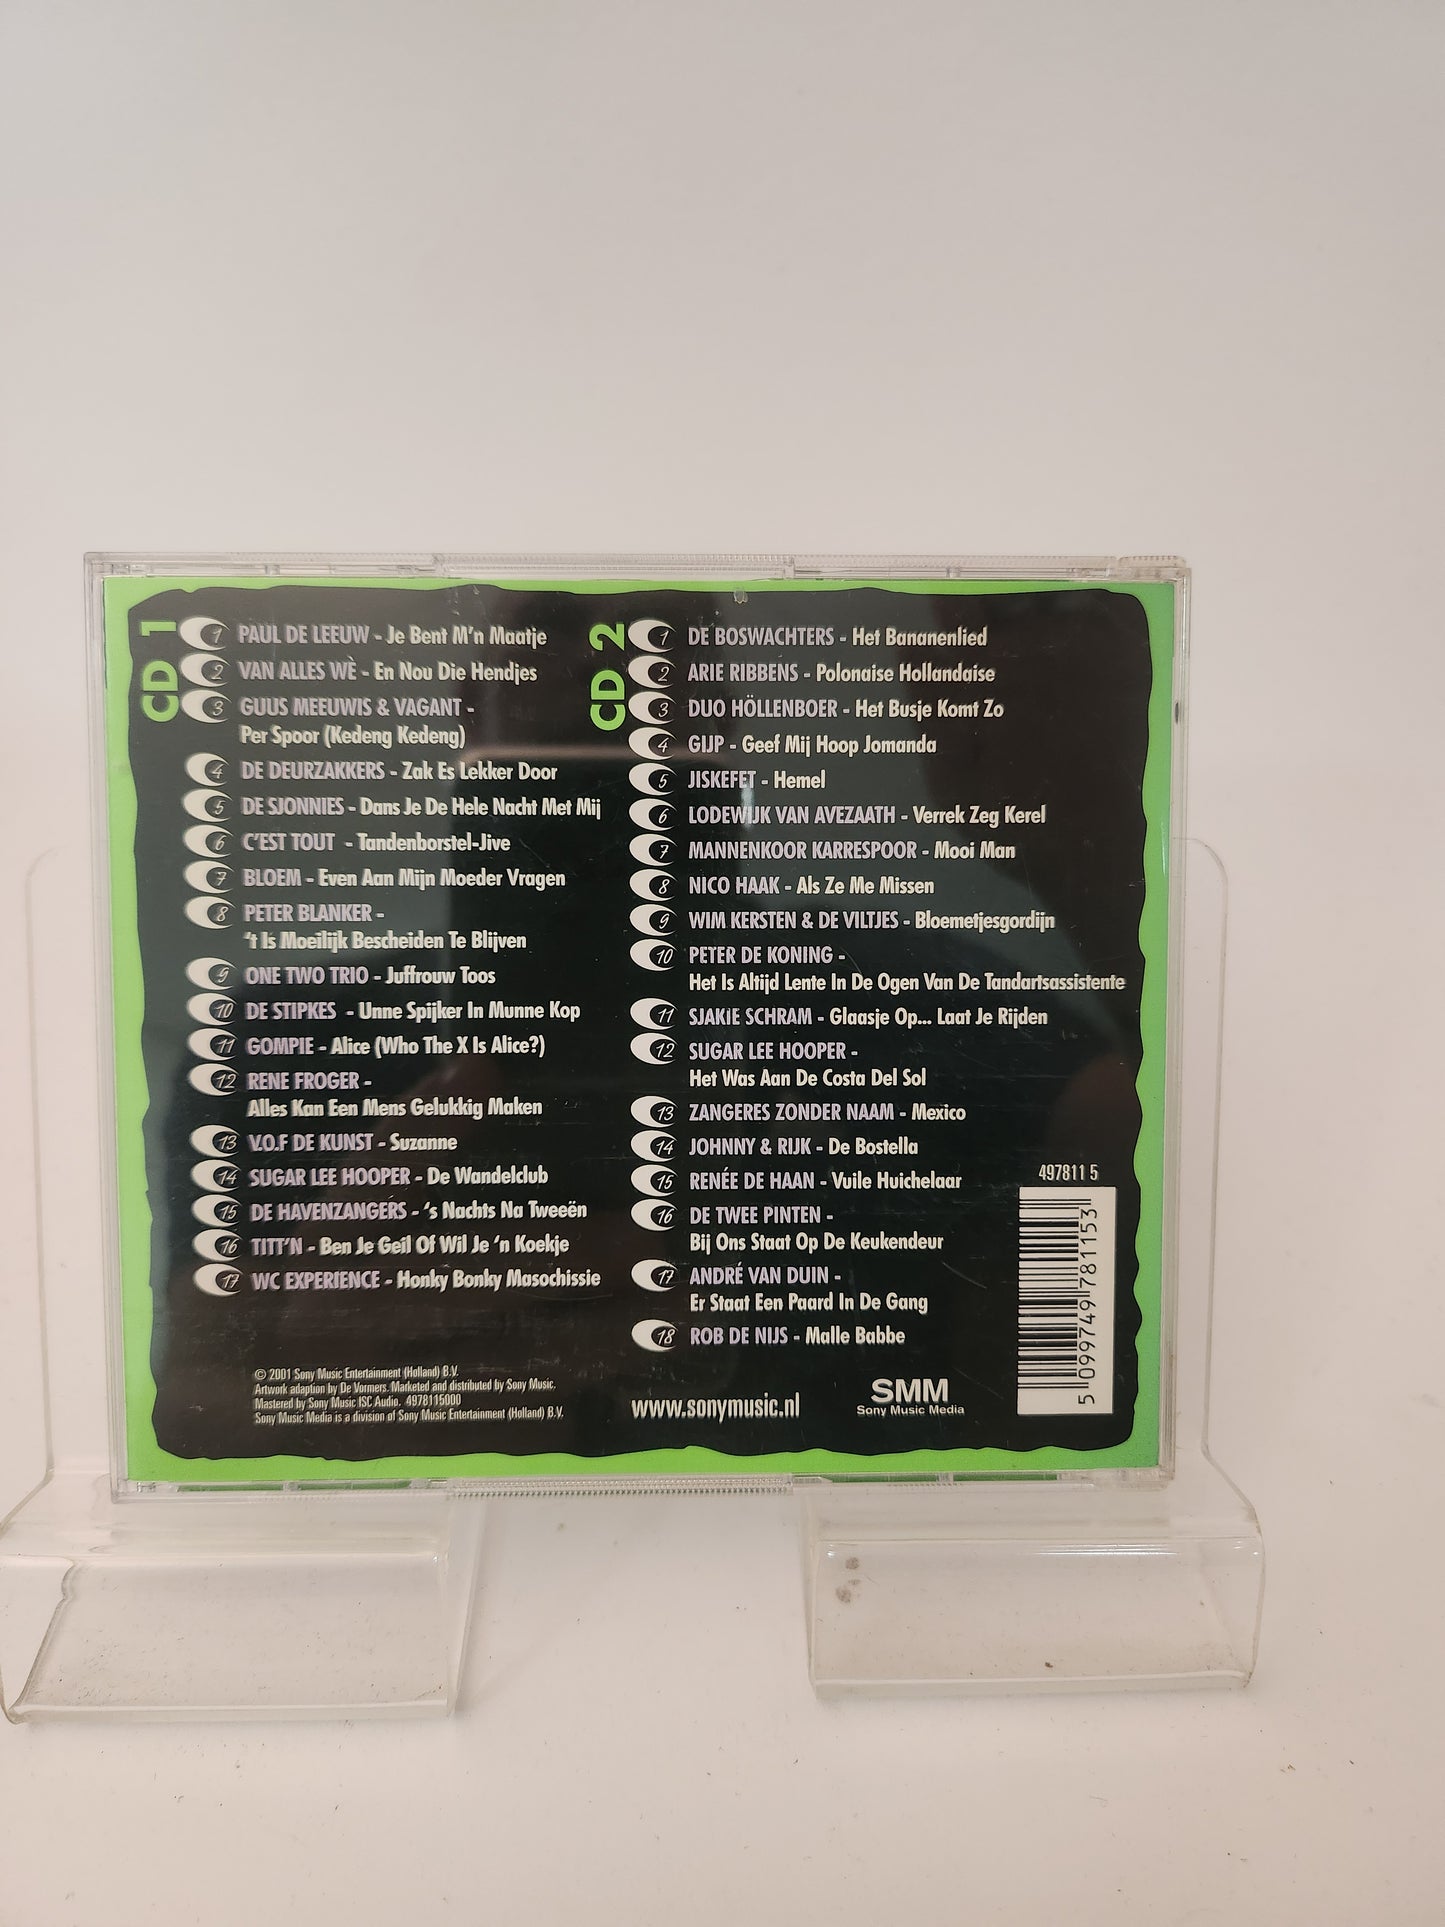 CD 1
1 PAUL DE LEEUW - Je Bent M'n Maatje
2 VAN ALLES WÈ - En Nou Die Hendjes
3 GUUS MEEUWIS & VAGANT -
Per Spoor (Kedeng Kedeng)
4 DE DEURZAKKERS - Zak Es Lekker Door
5 DE SJONNIES - Dans Je De Hele Nacht Met Mij
6 C'EST TOUT - Tandenborstel-Jive
7 BLOEM - Even Aan Mijn Moeder Vragen
8 PETER BLANKER -
't Is Moeilijk Bescheiden Te Blijven
9 ONE TWO TRIO - Juffrouw Toos
10 DE STIPKES - Unne Spijker In Munne Kop
11 GOMPIE - Alice (Who The X Is Alice?)
12 RENE FROGER -
Alles Kan Een Mens Gelukkig Maken
13 V.O.F DE KUNST - Suzanne
14 SUGAR LEE HOOPER - De Wandelclub
15 DE HAVENZANGERS - 's Nachts Na Tweeën
16 TITT'N - Ben Je Geil Of Wil Je 'n Koekje
17 WC EXPERIENCE - Honky Bonky Masochissie
© 2001 Sony Music Entertainment (Holland) B.V.
Artwork adaption by De Vormers. Marketed and distributed by Sony Music.
Mastered by Sony Music ISC Audio. 4978115000
Sony Music Media is a division of Sony Music Entertainment (Holland) B.V.
CD 2
1 DE BOSWACHTERS - Het Bananenlied
2 ARIE RIBBENS - Polonaise Hollandaise
3 DUO HÖLLENBOER - Het Busje Komt Zo
4 GIJP - Geef Mij Hoop Jomanda
5 JISKEFET - Hemel
6 LODEWIJK VAN AVEZAATH - Verrek Zeg Kerel
7 MANNENKOOR KARRESPOOR - Mooi Man
8 NICO HAAK - Als Ze Me Missen
9 WIM KERSTEN & DE VILTJES - Bloemetjesgordijn
10 PETER DE KONING -
Het Is Altijd Lente In De Ogen Van De Tandartsassistente
11 SJAKIE SCHRAM - Glaasje Op... Laat Je Rijden
12 SUGAR LEE HOOPER -
Het Was Aan De Costa Del Sol
13 ZANGERES ZONDER NAAM - Mexico
14 JOHNNY & RIJK - De Bostella
15 RENÉE DE HAAN - Vuile Huichelaar
16 DE TWEE PINTEN -
Bij Ons Staat Op De Keukendeur
17 ANDRÉ VAN DUIN -
Er Staat Een Paard In De Gang
18 ROB DE NIJS - Malle Babbe
www.sonymusic.nl
SMM
Sony Music Media
497811 5
5 099749 781153